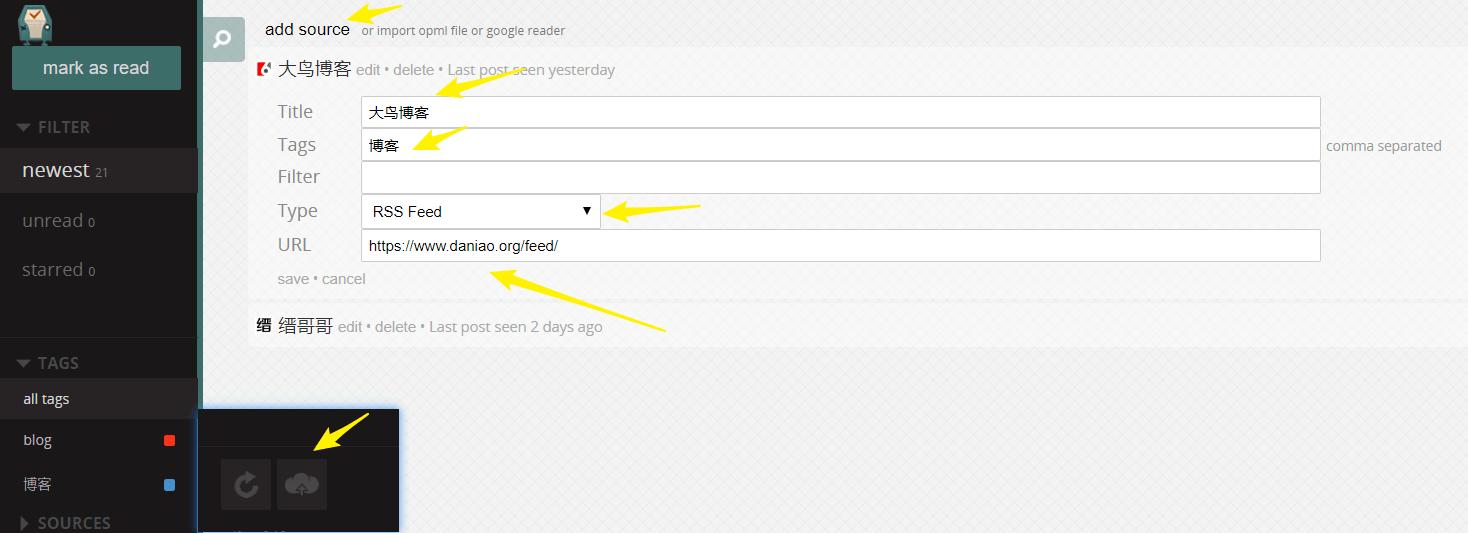 mark as read
FILTER
newest 21
unread 0
starred 0
TAGS
all tags
blog
博客
SOURCES
add source or import opml file or google reader
大鸟博客 edit • delete • Last post seen yesterday
Title 大鸟博客
Tags 博客 comma separated
Filter
Type RSS Feed
URL https://www.daniao.org/feed/
save • cancel
缙 缙哥哥 edit • delete • Last post seen 2 days ago